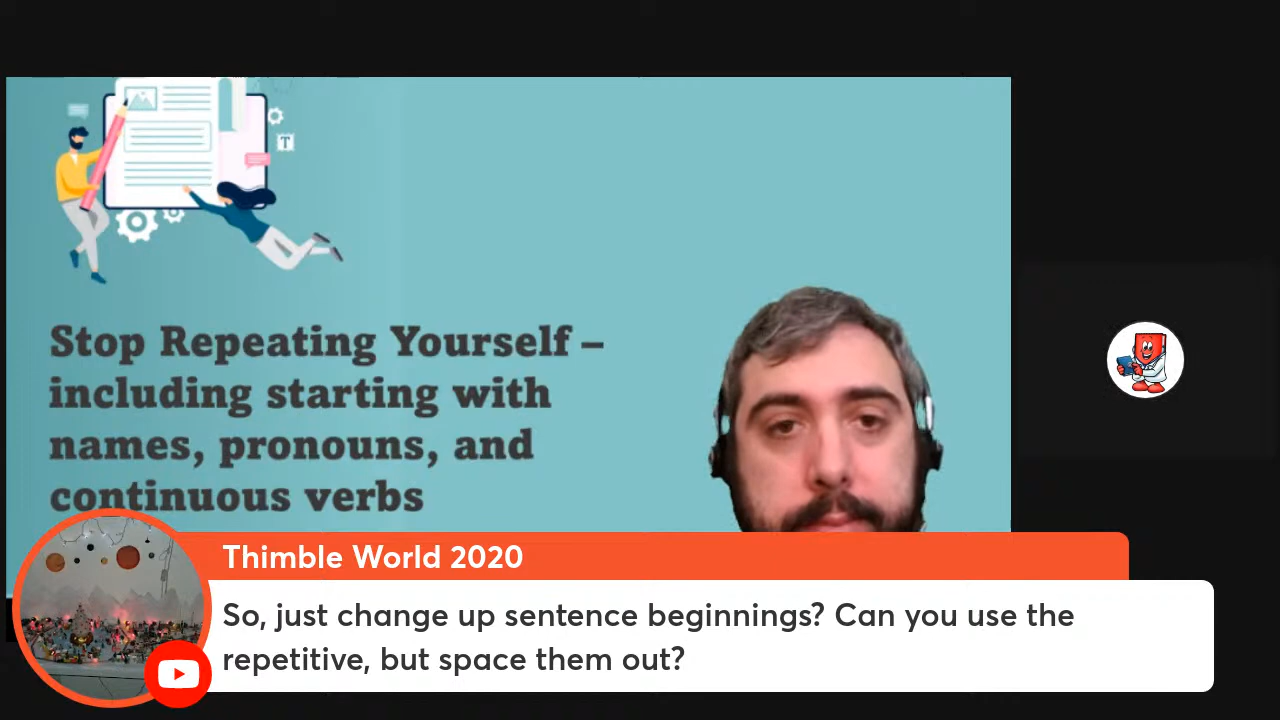 T
Stop Repeating Yourself –
including starting with
names, pronouns, and
continuous verbs
Thimble World 2020
So, just change up sentence beginnings? Can you use the
repetitive, but space them out?